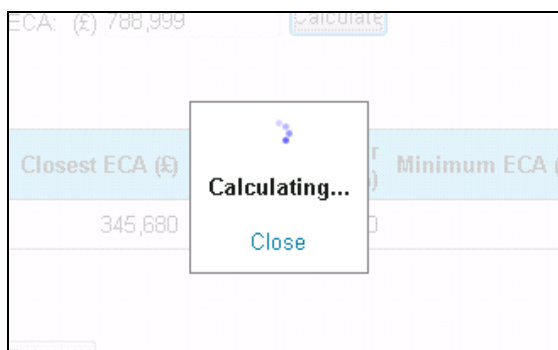 ECA: (£) 788,999 Calculate
Closest ECA (£) Minimum ECA (
Calculating...
345,680
Close